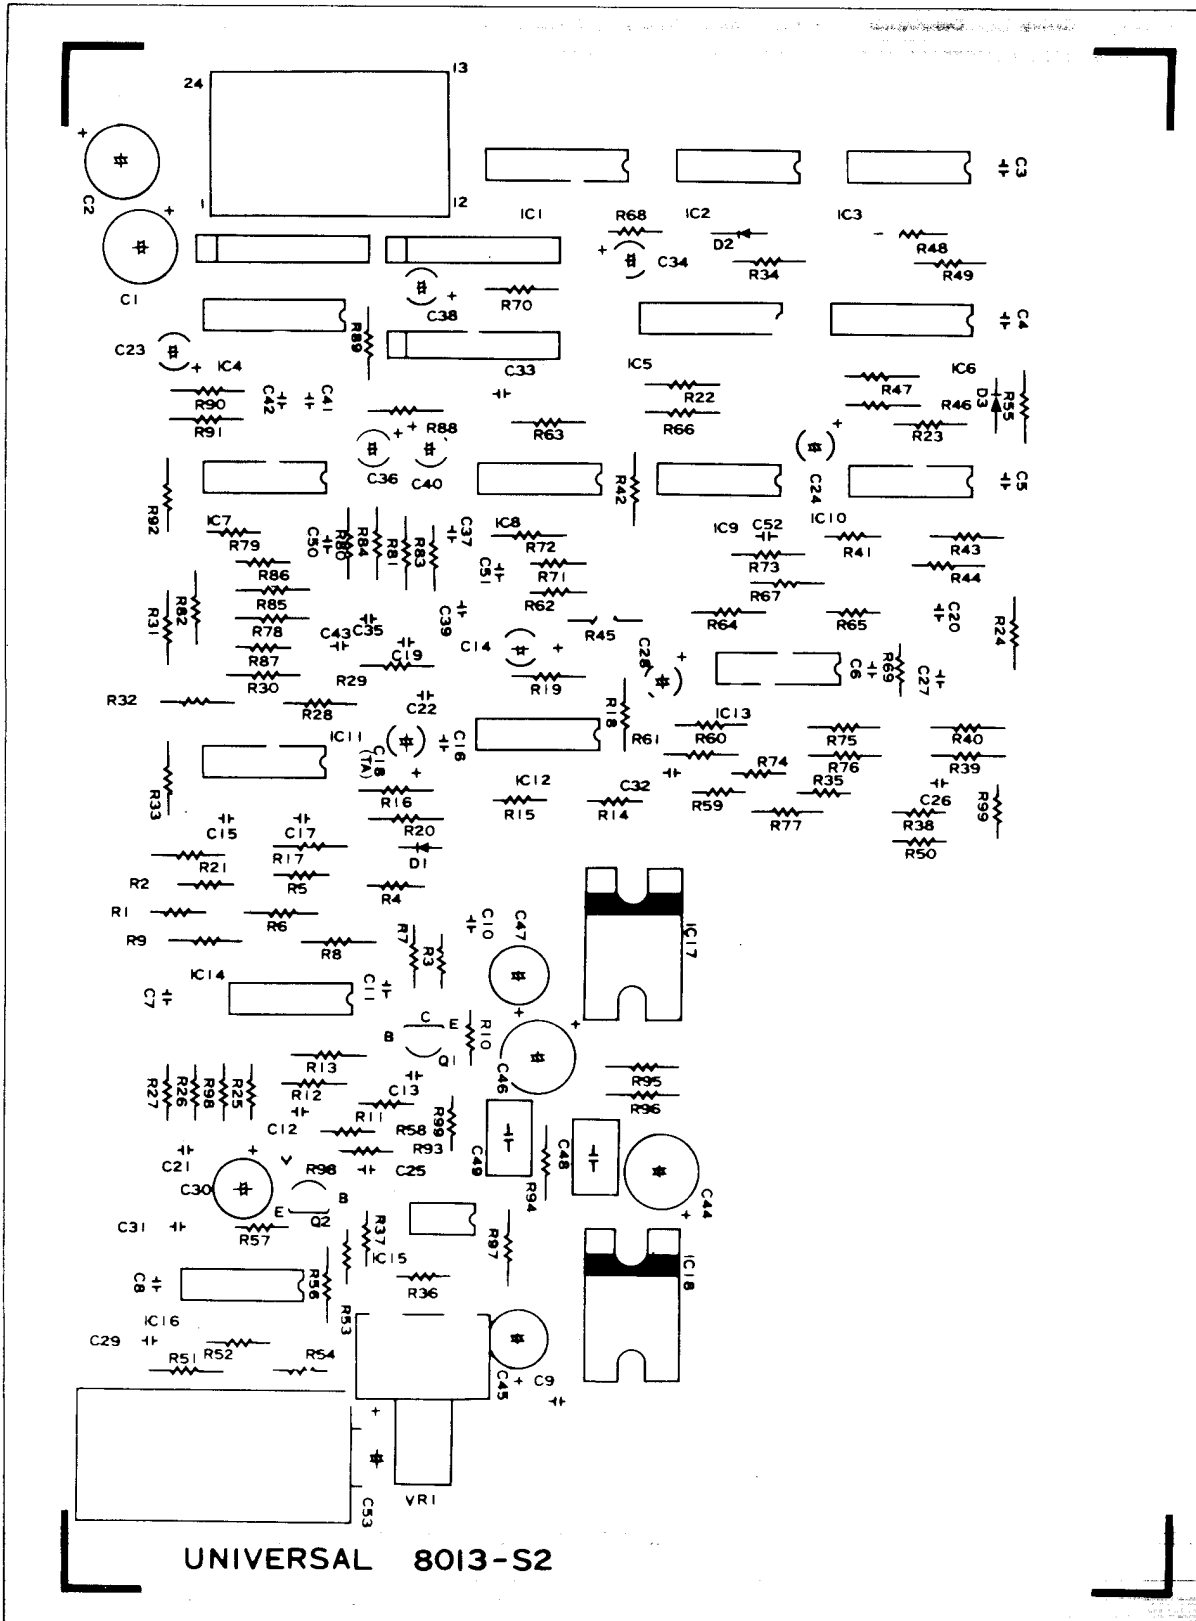 13
24
C2
1
12
C3
IC1
R68
IC2
D2
IC3
R48
C34
R34
R49
C1
C38
R70
C23
IC4
R89
C33
IC5
IC6
C4
R90
C42
C41
R88
R22
R47
D3
R55
R91
R63
R66
R46
R23
C36
C40
R42
C24
C5
R92
IC7
R79
C50
R80
R84
R81
R83
C37
IC8
R72
IC9
C52
IC10
R41
R43
R86
C51
R71
R73
R44
R85
R62
R67
R31
R82
R78
C43
C35
C39
R45
R64
R65
C20
R24
R87
C19
C14
C28
C6
R69
C27
R30
R29
R19
R32
R28
C22
R18
R61
IC13
R60
R75
R40
IC11
C18
(TA)
C16
R33
R16
IC12
R15
C32
R14
R74
R76
R39
R59
R35
R77
C26
R38
R99
C15
C17
R20
R50
R21
R17
D1
R2
R5
R4
R1
R6
R9
R8
R7
R3
C10
C47
IC17
IC14
C7
C11
C
B
E
R10
Q1
R13
C46
R95
R27
R26
R98
R25
R12
C13
R96
C12
R11
R58
R99
R93
C49
C48
C21
V
R98
C25
C30
R94
C44
B
E
Q2
C31
R57
R37
R97
IC15
IC18
C8
R56
R36
IC16
R53
C29
R52
R51
R54
C45
C9
C53
VR1
UNIVERSAL 8013-S2